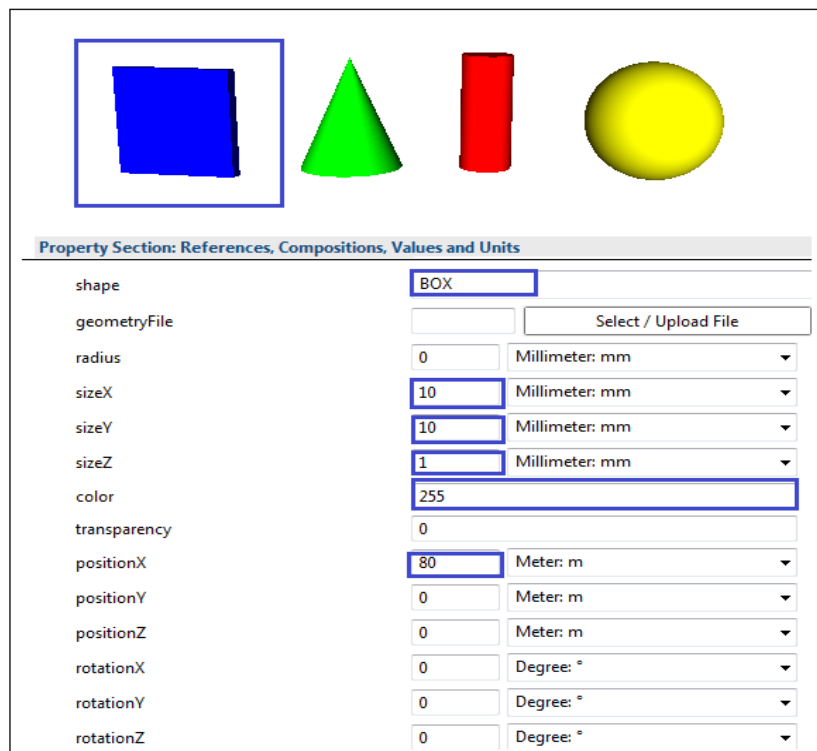 Property Section: References, Compositions, Values and Units
shape BOX
geometryFile Select / Upload File
radius 0 Millimeter: mm
sizeX 10 Millimeter: mm
sizeY 10 Millimeter: mm
sizeZ 1 Millimeter: mm
color 255
transparency 0
positionX 80 Meter: m
positionY 0 Meter: m
positionZ 0 Meter: m
rotationX 0 Degree: °
rotationY 0 Degree: °
rotationZ 0 Degree: °